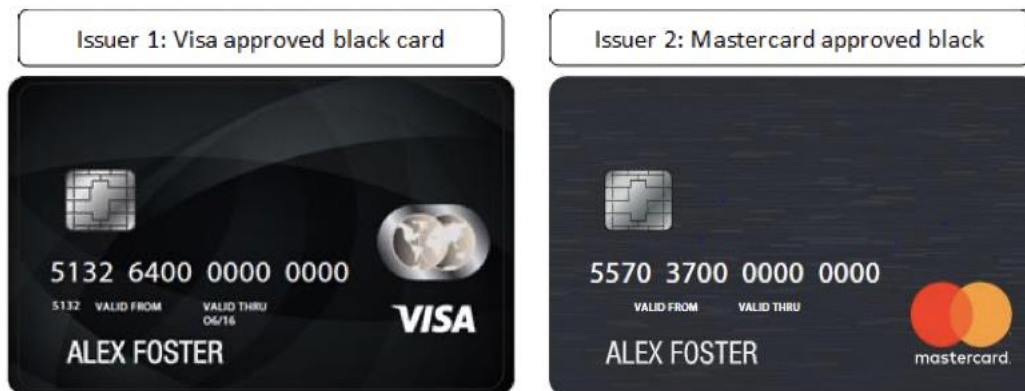 Issuer 1: Visa approved black card
5132 6400 0000 0000
5132 VALID FROM VALID THRU
06/16
VISA
ALEX FOSTER
Issuer 2: Mastercard approved black
5570 3700 0000 0000
VALID FROM VALID THRU
ALEX FOSTER
mastercard.